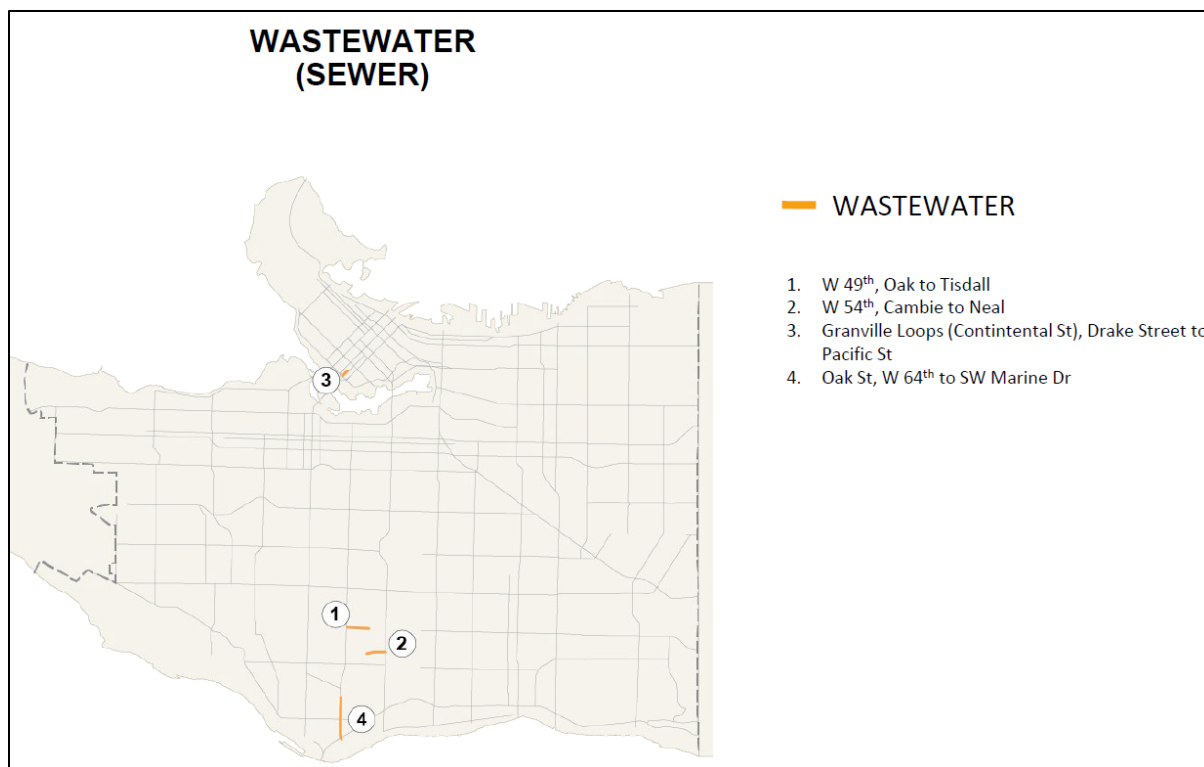 WASTEWATER
(SEWER)
WASTEWATER
1. W 49th, Oak to Tisdall
2. W 54th, Cambie to Neal
3. Granville Loops (Contintental St), Drake Street to
Pacific St
4. Oak St, W 64th to SW Marine Dr
3
1
2
4